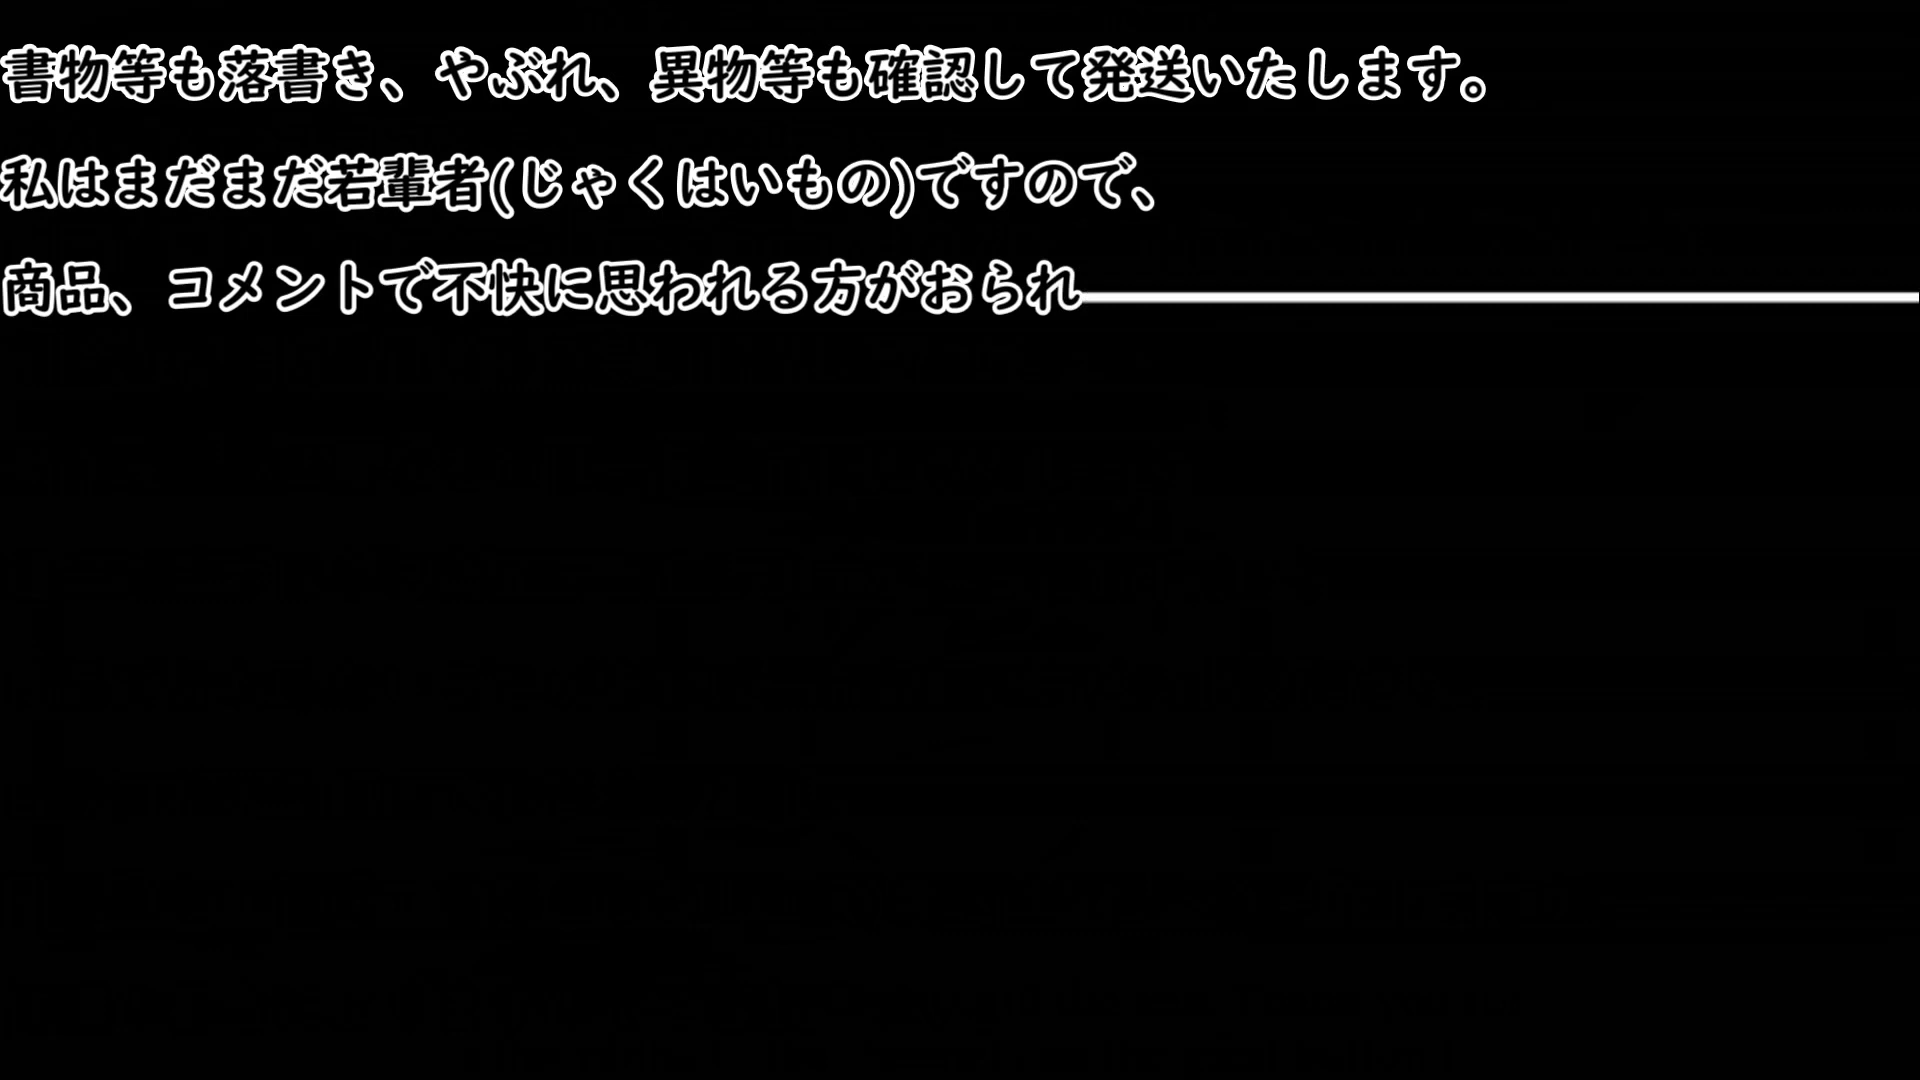 書物等も落書き、やぶれ、異物等も確認して発送いたします。
私はまだまだ若輩者(じゃくはいもの)ですので、
商品、コメントで不快に思われる方がおられ